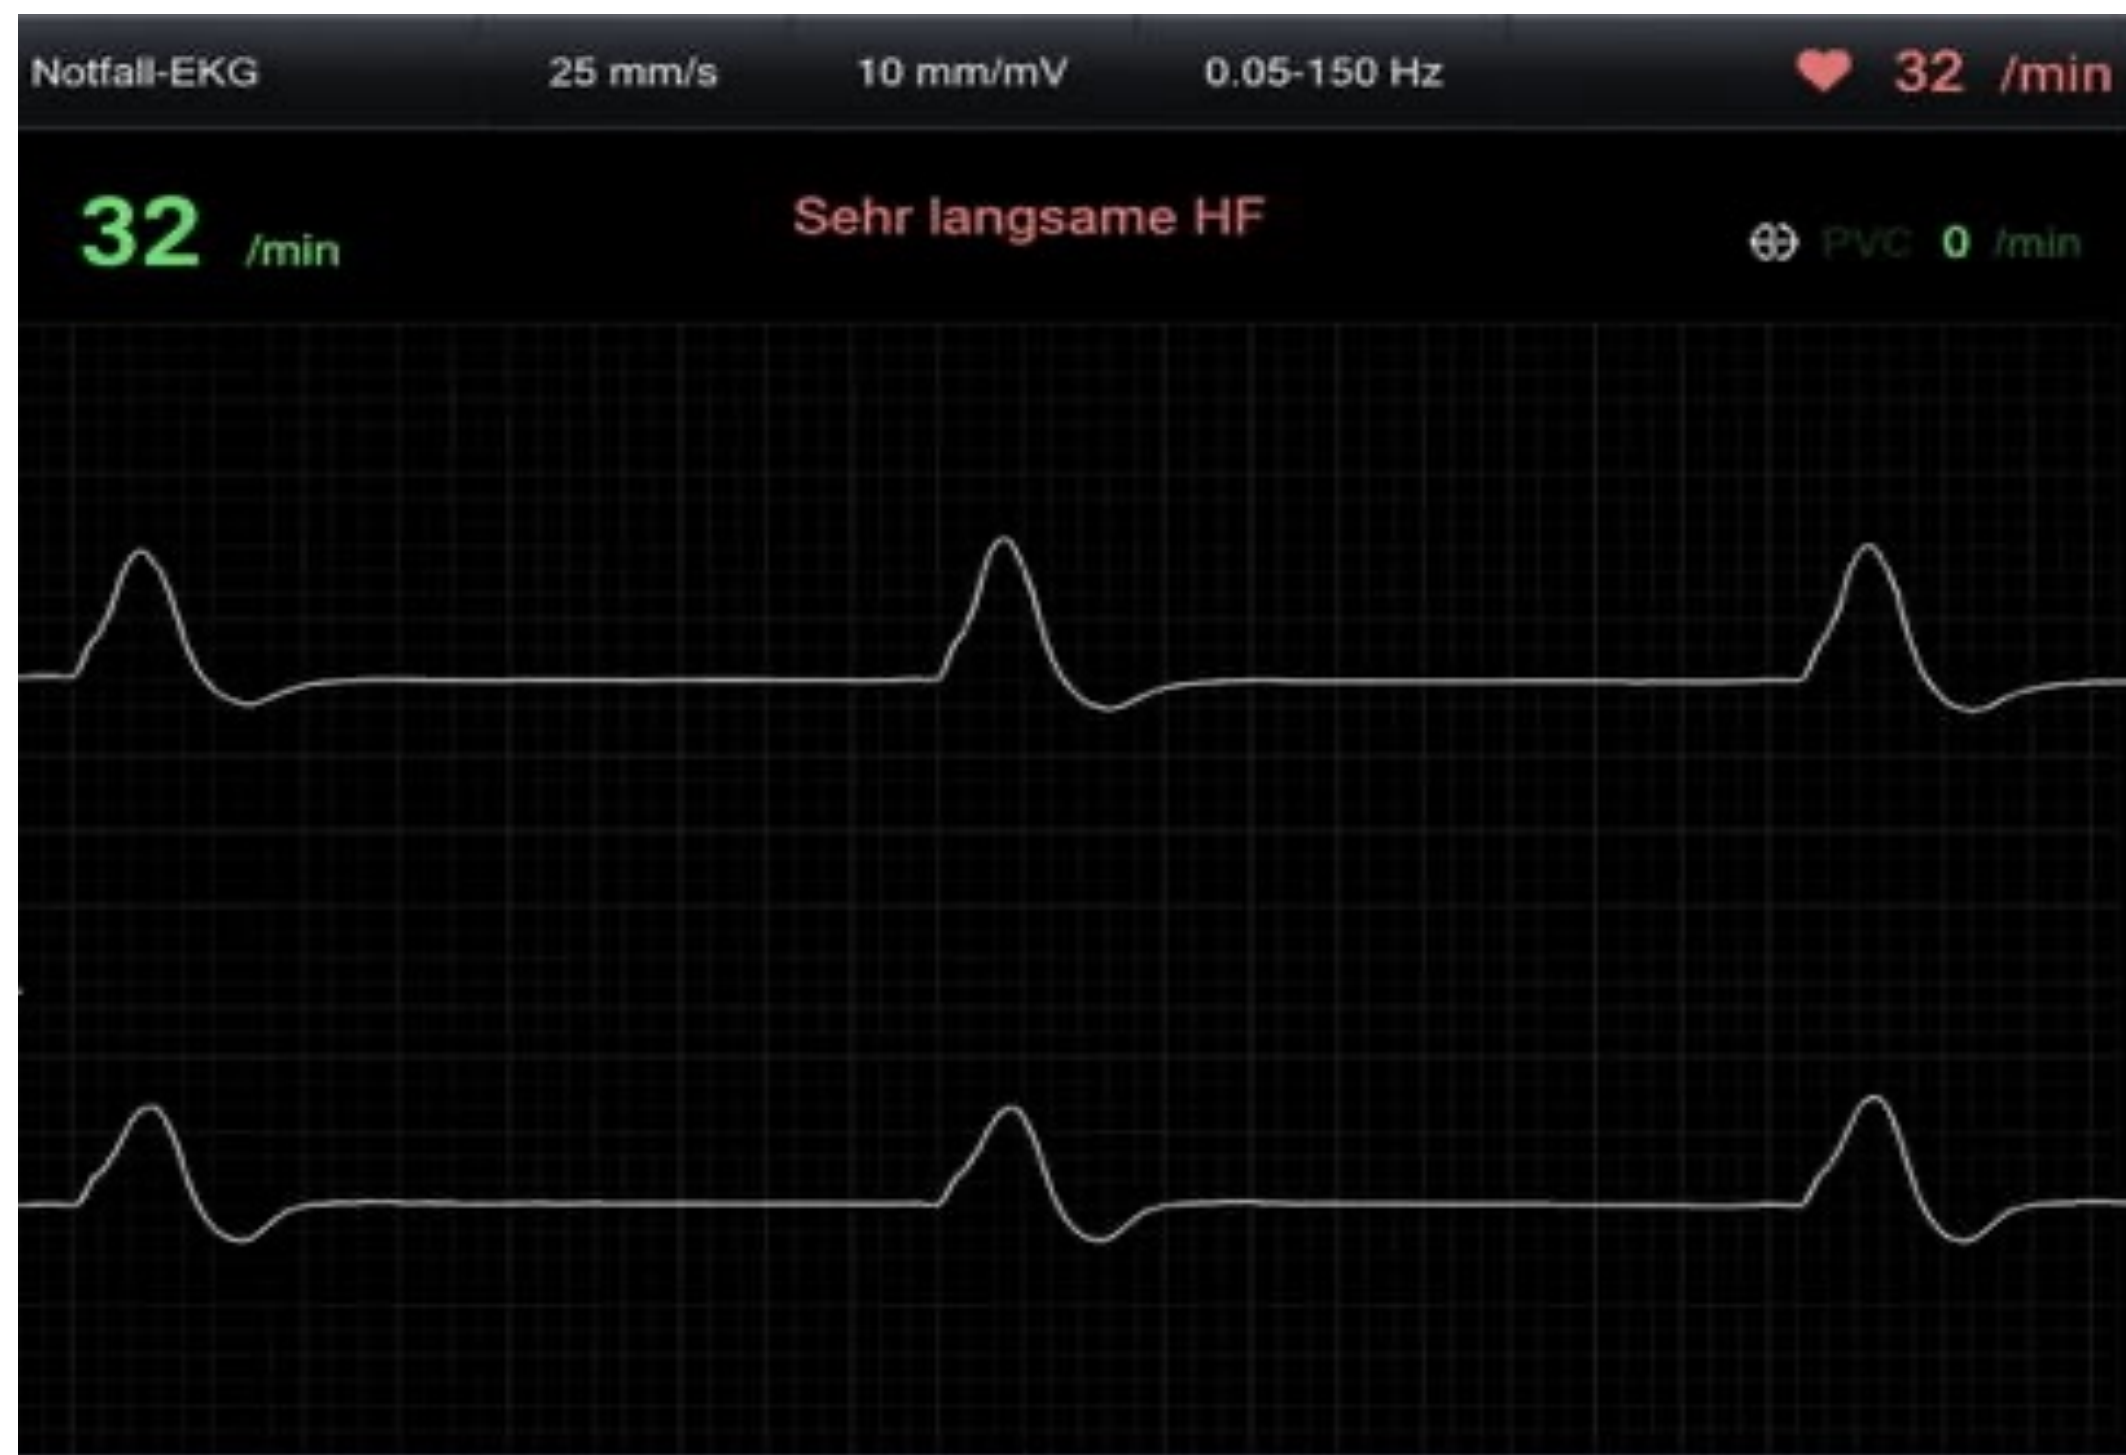 Notfall-EKG 25 mm/s 10 mm/mV 0.05-150 Hz 32 /min
32 /min Sehr langsame HF PVC 0 /min